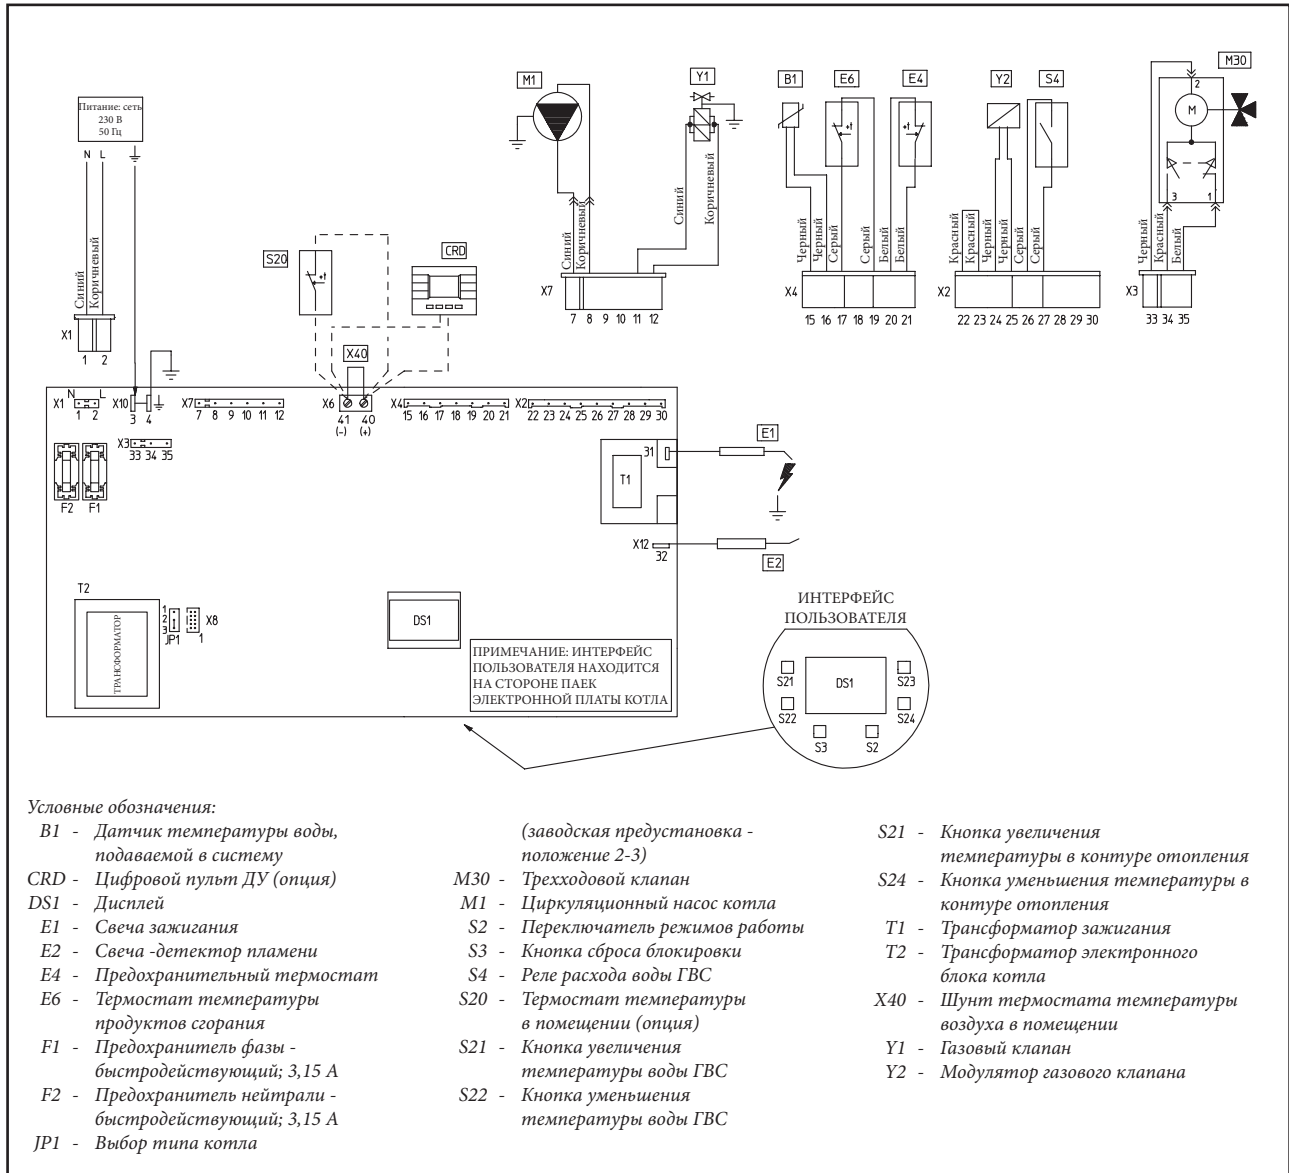 M1
Y1
B1
E6
E4
Y2
S4
M30
Питание: сеть
230 В
50 Гц
N L
2
M
3 1
Синий
Коричневый
Синий
Коричневый
Синий
Коричневый
Черный
Черный
Серый
Серый
Белый
Белый
Красный
Красный
Черный
Черный
Серый
Серый
Черный
Красный
Белый
S20
CRD
X1
1 2
X7
7 8 9 10 11 12
X4
15 16 17 18 19 20 21
X2
22 23 24 25 26 27 28 29 30
X3
33 34 35
X40
X1 N L
1 2
X10
3 4
X7
7 8 9 10 11 12
X6
41 40
(-) (+)
X4
15 16 17 18 19 20 21
X2
22 23 24 25 26 27 28 29 30
X3
33 34 35
F2 F1
31
T1
E1
X12
32
E2
T2
ТРАНСФОРМАТОР
1
2
3
JP1
X8
1
DS1
ПРИМЕЧАНИЕ: ИНТЕРФЕЙС
ПОЛЬЗОВАТЕЛЯ НАХОДИТСЯ
НА СТОРОНЕ ПАЕК
ЭЛЕКТРОННОЙ ПЛАТЫ КОТЛА
ИНТЕРФЕЙС
ПОЛЬЗОВАТЕЛЯ
S21
DS1
S23
S22
S24
S3
S2
Условные обозначения:
B1 - Датчик температуры воды,
подаваемой в систему
CRD - Цифровой пульт ДУ (опция)
DS1 - Дисплей
E1 - Свеча зажигания
E2 - Свеча -детектор пламени
E4 - Предохранительный термостат
E6 - Термостат температуры
продуктов сгорания
F1 - Предохранитель фазы -
быстродействующий; 3,15 А
F2 - Предохранитель нейтрали -
быстродействующий; 3,15 А
JP1 - Выбор типа котла
(заводская предустановка -
положение 2-3)
M30 - Трехходовой клапан
M1 - Циркуляционный насос котла
S2 - Переключатель режимов работы
S3 - Кнопка сброса блокировки
S4 - Реле расхода воды ГВС
S20 - Термостат температуры
в помещении (опция)
S21 - Кнопка увеличения
температуры воды ГВС
S22 - Кнопка уменьшения
температуры воды ГВС
S21 - Кнопка увеличения
температуры в контуре отопления
S24 - Кнопка уменьшения температуры в
контуре отопления
T1 - Трансформатор зажигания
T2 - Трансформатор электронного
блока котла
X40 - Шунт термостата температуры
воздуха в помещении
Y1 - Газовый клапан
Y2 - Модулятор газового клапана